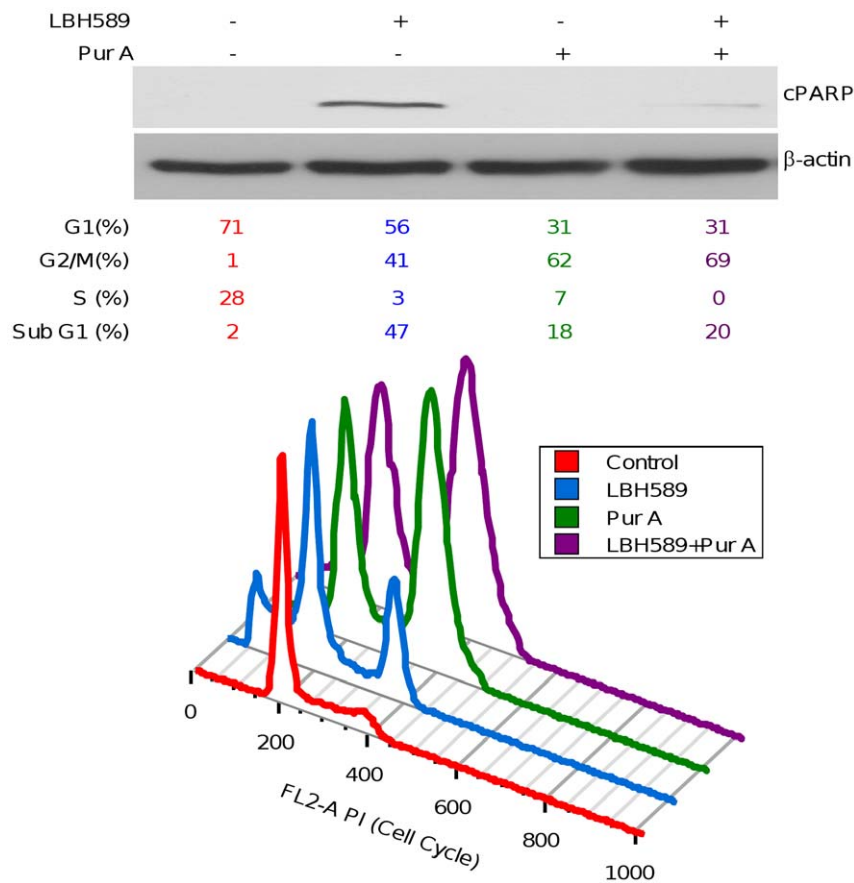 LBH589 - + - +
Pur A - - + +
cPARP
β-actin
G1(%) 71 56 31 31
G2/M(%) 1 41 62 69
S (%) 28 3 7 0
Sub G1 (%) 2 47 18 20
Control
LBH589
Pur A
LBH589+Pur A
0
200
400
600
800
1000
FL2-A PI (Cell Cycle)